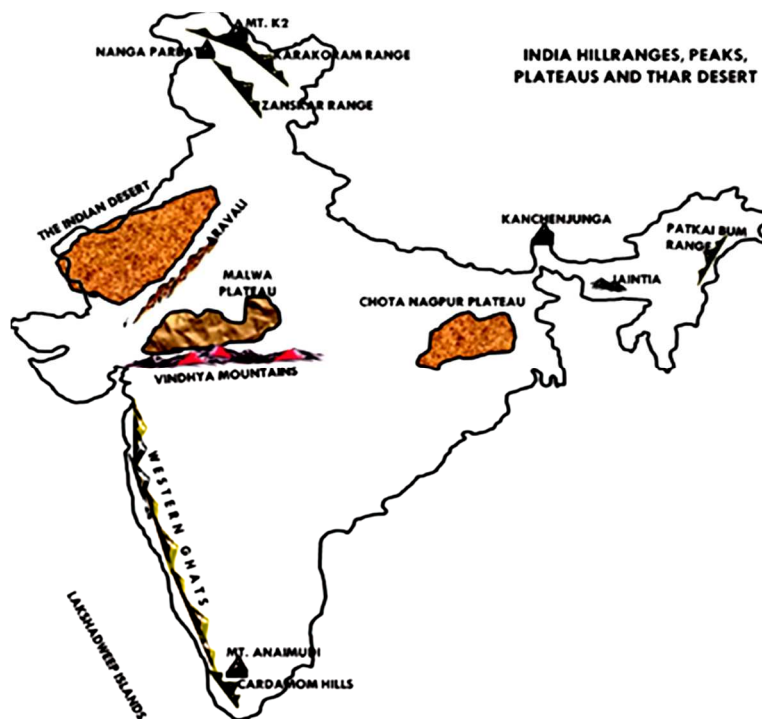 MT. K2
NANGA PARBAT
KARAKORAM RANGE
INDIA HILLRANGES, PEAKS,
PLATEAUS AND THAR DESERT
ZANSKAR RANGE
THE INDIAN DESERT
ARAVALI
KANCHENJUNGA
PATKAI BUM
RANGE
MALWA
PLATEAU
JAINTIA
CHOTA NAGPUR PLATEAU
VINDHYA MOUNTAINS
WESTERN GHATS
LAKSHADWEEP ISLANDS
MT. ANAIMUDI
CARDAMOM HILLS